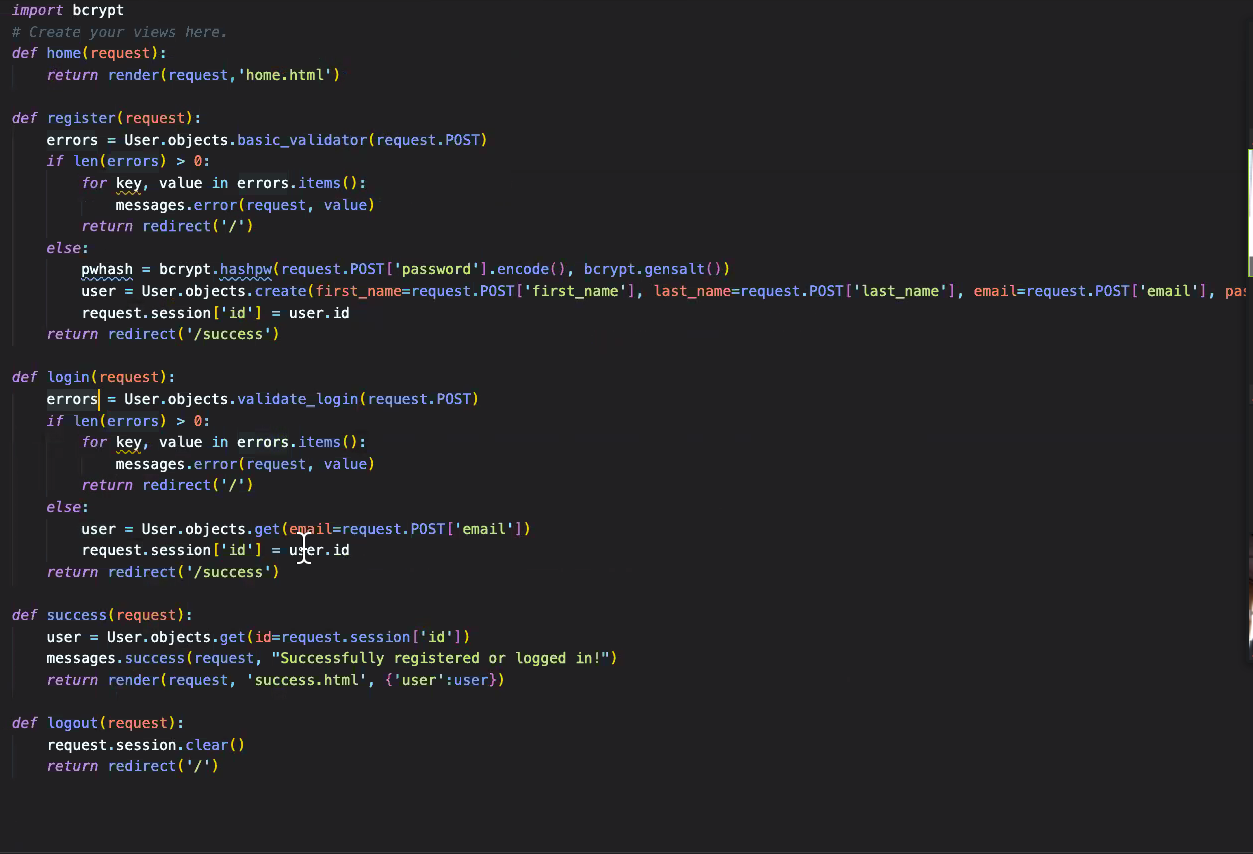 import bcrypt
# Create your views here.
def home(request):
    return render(request,'home.html')
def register(request):
    errors = User.objects.basic_validator(request.POST)
    if len(errors) > 0:
        for key, value in errors.items():
            messages.error(request, value)
        return redirect('/')
    else:
        pwhash = bcrypt.hashpw(request.POST['password'].encode(), bcrypt.gensalt())
        user = User.objects.create(first_name=request.POST['first_name'], last_name=request.POST['last_name'], email=request.POST['email'], pas
        request.session['id'] = user.id
    return redirect('/success')
def login(request):
    errors = User.objects.validate_login(request.POST)
    if len(errors) > 0:
        for key, value in errors.items():
            messages.error(request, value)
        return redirect('/')
    else:
        user = User.objects.get(email=request.POST['email'])
        request.session['id'] = user.id
    return redirect('/success')
def success(request):
    user = User.objects.get(id=request.session['id'])
    messages.success(request, "Successfully registered or logged in!")
    return render(request, 'success.html', {'user':user})
def logout(request):
    request.session.clear()
    return redirect('/')